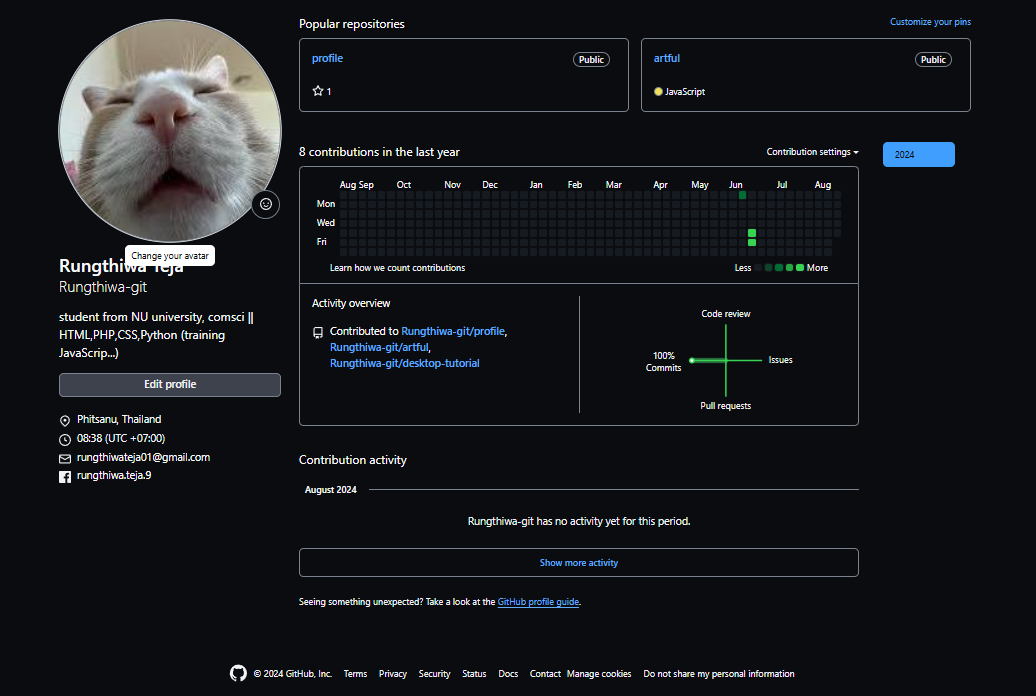 Change your avatar
Rungthiwa Teja
Rungthiwa-git
student from NU university, comsci ||
HTML,PHP,CSS,Python (training
JavaScrip...)
Edit profile
Phitsanu, Thailand
08:38 (UTC +07:00)
rungthiwateja01@gmail.com
rungthiwa.teja.9
Popular repositories
Customize your pins
profile
Public
1
artful
Public
JavaScript
8 contributions in the last year
Contribution settings
2024
Aug Sep Oct Nov Dec Jan Feb Mar Apr May Jun Jul Aug
Mon
Wed
Fri
Learn how we count contributions
Less More
Activity overview
Contributed to Rungthiwa-git/profile,
Rungthiwa-git/artful,
Rungthiwa-git/desktop-tutorial
Code review
100%
Commits
Issues
Pull requests
Contribution activity
August 2024
Rungthiwa-git has no activity yet for this period.
Show more activity
Seeing something unexpected? Take a look at the GitHub profile guide.
© 2024 GitHub, Inc. Terms Privacy Security Status Docs Contact Manage cookies Do not share my personal information